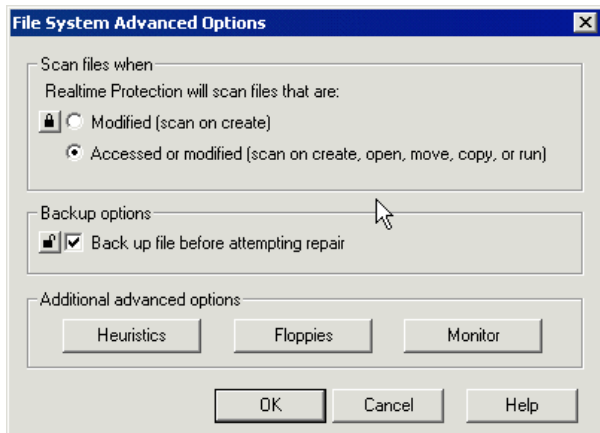 File System Advanced Options
Scan files when
Realtime Protection will scan files that are:
Modified (scan on create)
Accessed or modified (scan on create, open, move, copy, or run)
Backup options
Back up file before attempting repair
Additional advanced options
Heuristics Floppies Monitor
OK Cancel Help